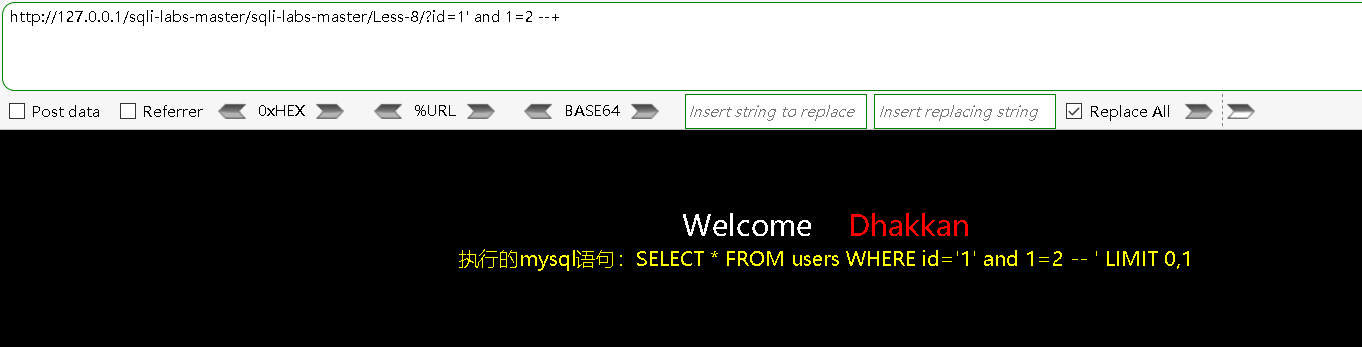 http://127.0.0.1/sqli-labs-master/sqli-labs-master/Less-8/?id=1' and 1=2 --+
Post data Referrer 0xHEX %URL BASE64 Insert string to replace Insert replacing string Replace All
Welcome Dhakkan
执行的mysql语句：SELECT * FROM users WHERE id='1' and 1=2 -- ' LIMIT 0,1